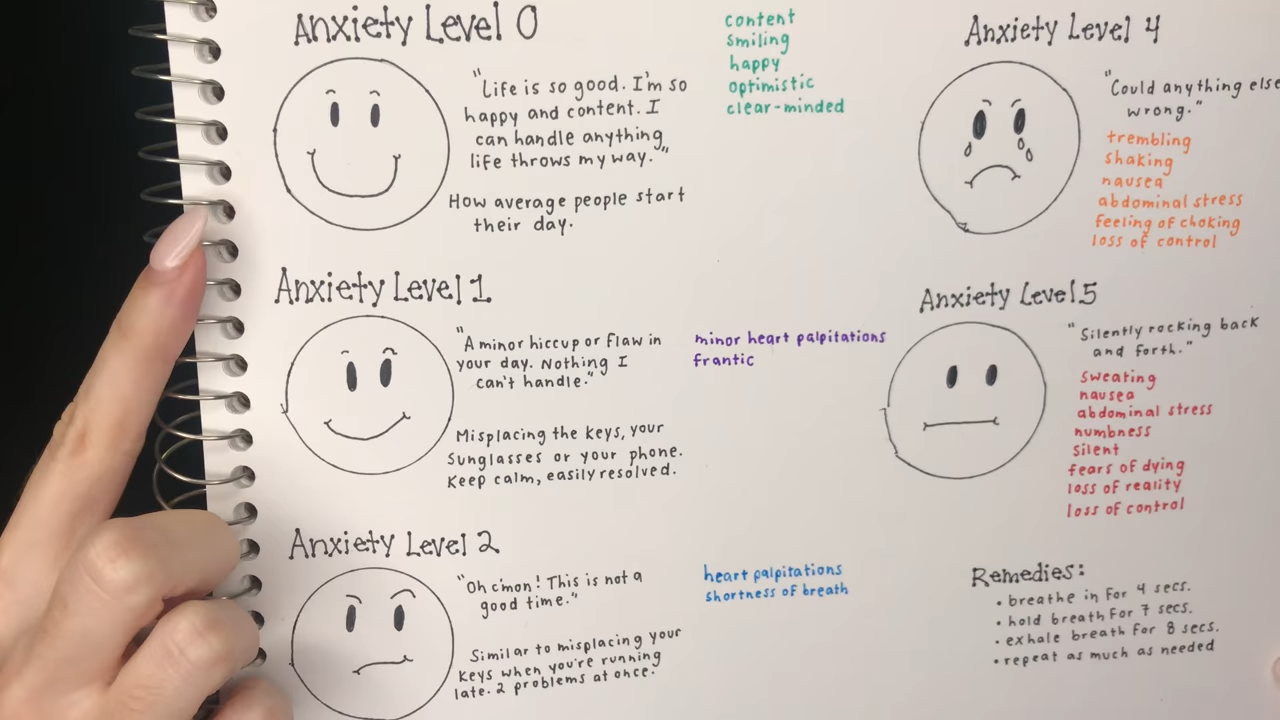 Anxiety Level 0
"Life is so good. I'm so
happy and content. I
can handle anything
life throws my way."
How average people start
their day.
content
smiling
happy
optimistic
clear-minded
Anxiety Level 1
"A minor hiccup or flaw in
your day. Nothing I
can't handle."
Misplacing the keys, your
sunglasses or your phone.
Keep calm, easily resolved.
minor heart palpitations
frantic
Anxiety Level 2
"Oh c'mon! This is not a
good time."
Similar to misplacing your
keys when you're running
late. 2 problems at once.
heart palpitations
shortness of breath
Anxiety Level 4
"Could anything else
wrong."
trembling
shaking
nausea
abdominal stress
feeling of choking
loss of control
Anxiety Level 5
"Silently rocking back
and forth."
sweating
nausea
abdominal stress
numbness
silent
fears of dying
loss of reality
loss of control
Remedies:
• breathe in for 4 secs.
• hold breath for 7 secs.
• exhale breath for 8 secs.
• repeat as much as needed